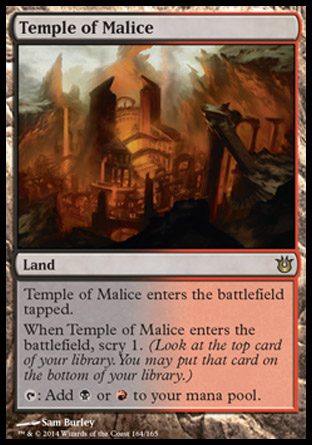 Temple of Malice
Land
Temple of Malice enters the battlefield
tapped.
When Temple of Malice enters the
battlefield, scry 1. (Look at the top card
of your library. You may put that card on
the bottom of your library.)
: Add or to your mana pool.
Sam Burley
™ & © 2014 Wizards of the Coast 164/165